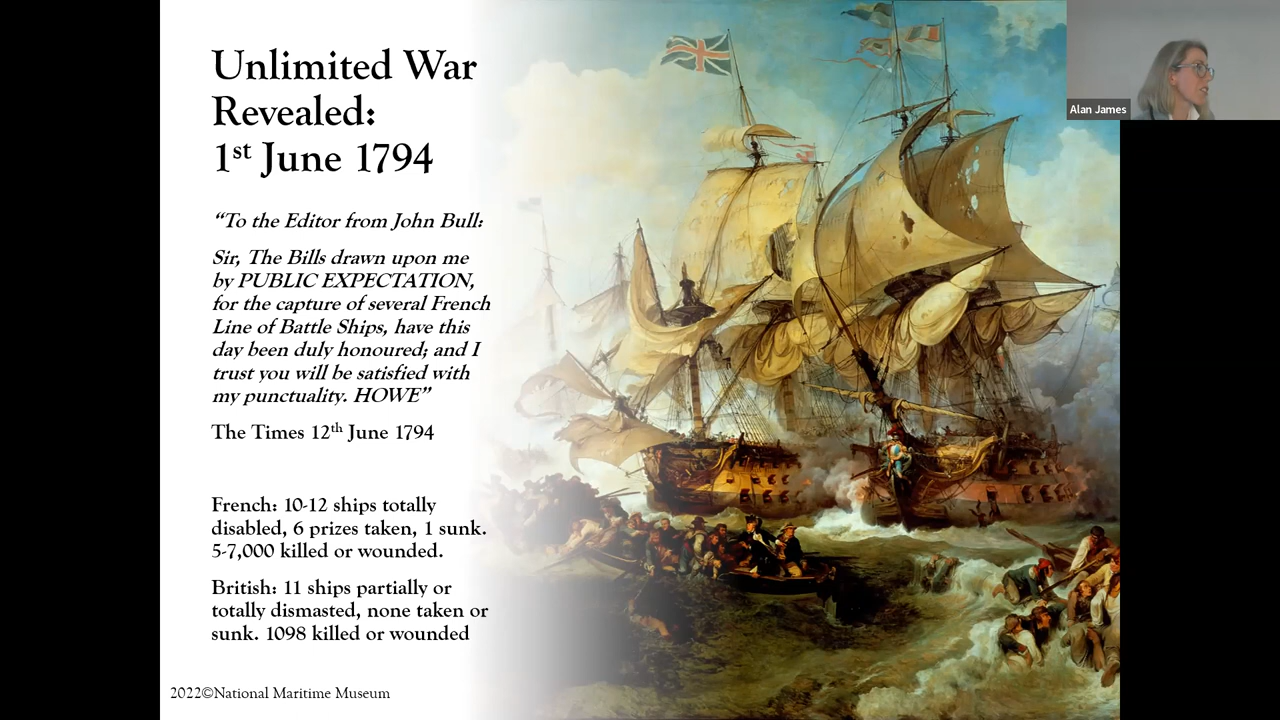 Unlimited War
Revealed:
1st June 1794
“To the Editor from John Bull:
Sir, The Bills drawn upon me
by PUBLIC EXPECTATION,
for the capture of several French
Line of Battle Ships, have this
day been duly honoured; and I
trust you will be satisfied with
my punctuality. HOWE”
The Times 12th June 1794
French: 10-12 ships totally
disabled, 6 prizes taken, 1 sunk.
5-7,000 killed or wounded.
British: 11 ships partially or
totally dismasted, none taken or
sunk. 1098 killed or wounded
2022©National Maritime Museum
Alan James